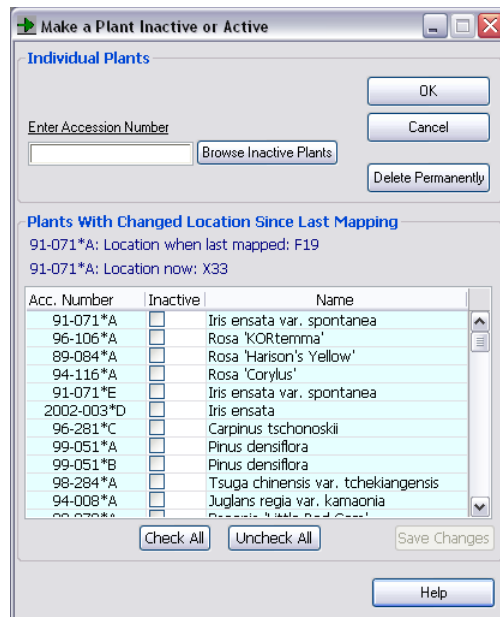 Make a Plant Inactive or Active
Individual Plants
OK
Enter Accession Number
Cancel
Browse Inactive Plants
Delete Permanently
Plants With Changed Location Since Last Mapping
91-071*A: Location when last mapped: F19
91-071*A: Location now: X33
Acc. Number Inactive Name
91-071*A Iris ensata var. spontanea
96-106*A Rosa 'KORtemma'
89-084*A Rosa 'Harison's Yellow'
94-116*A Rosa 'Corylus'
91-071*E Iris ensata var. spontanea
2002-003*D Iris ensata
96-281*C Carpinus tschonoskii
99-051*A Pinus densiflora
99-051*B Pinus densiflora
98-284*A Tsuga chinensis var. tchekiangensis
94-008*A Juglans regia var. kamaonia
Check All Uncheck All Save Changes
Help